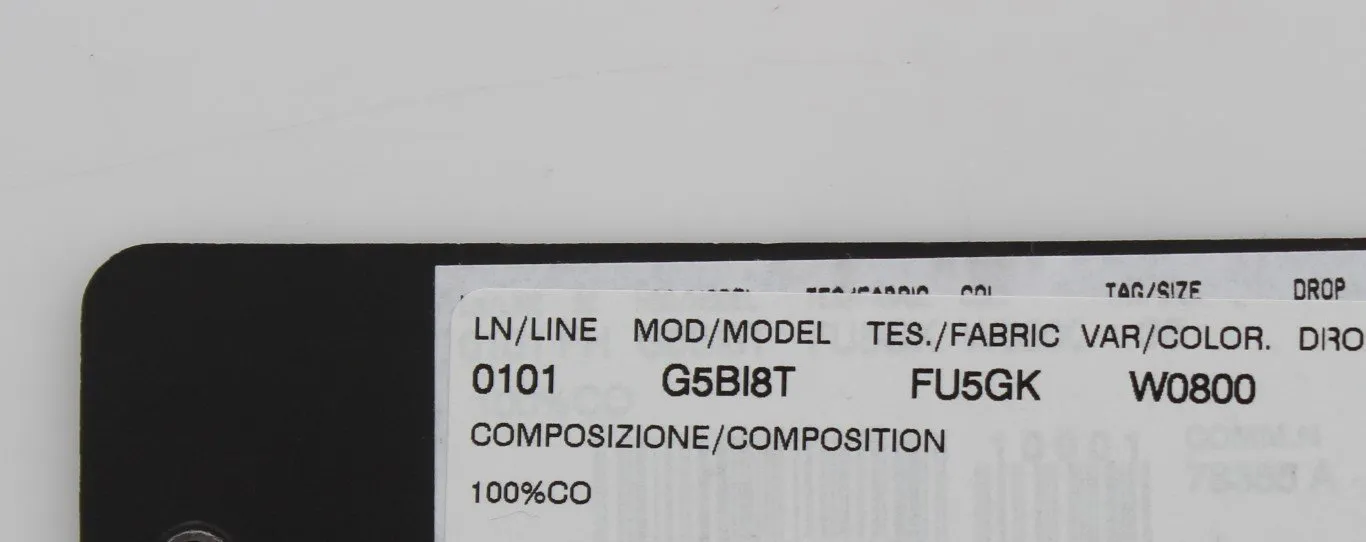 TAG/SIZE DROP
LN/LINE MOD/MODEL TES./FABRIC VAR/COLOR.
0101 G5BI8T FU5GK W0800
COMPOSIZIONE/COMPOSITION
100%CO